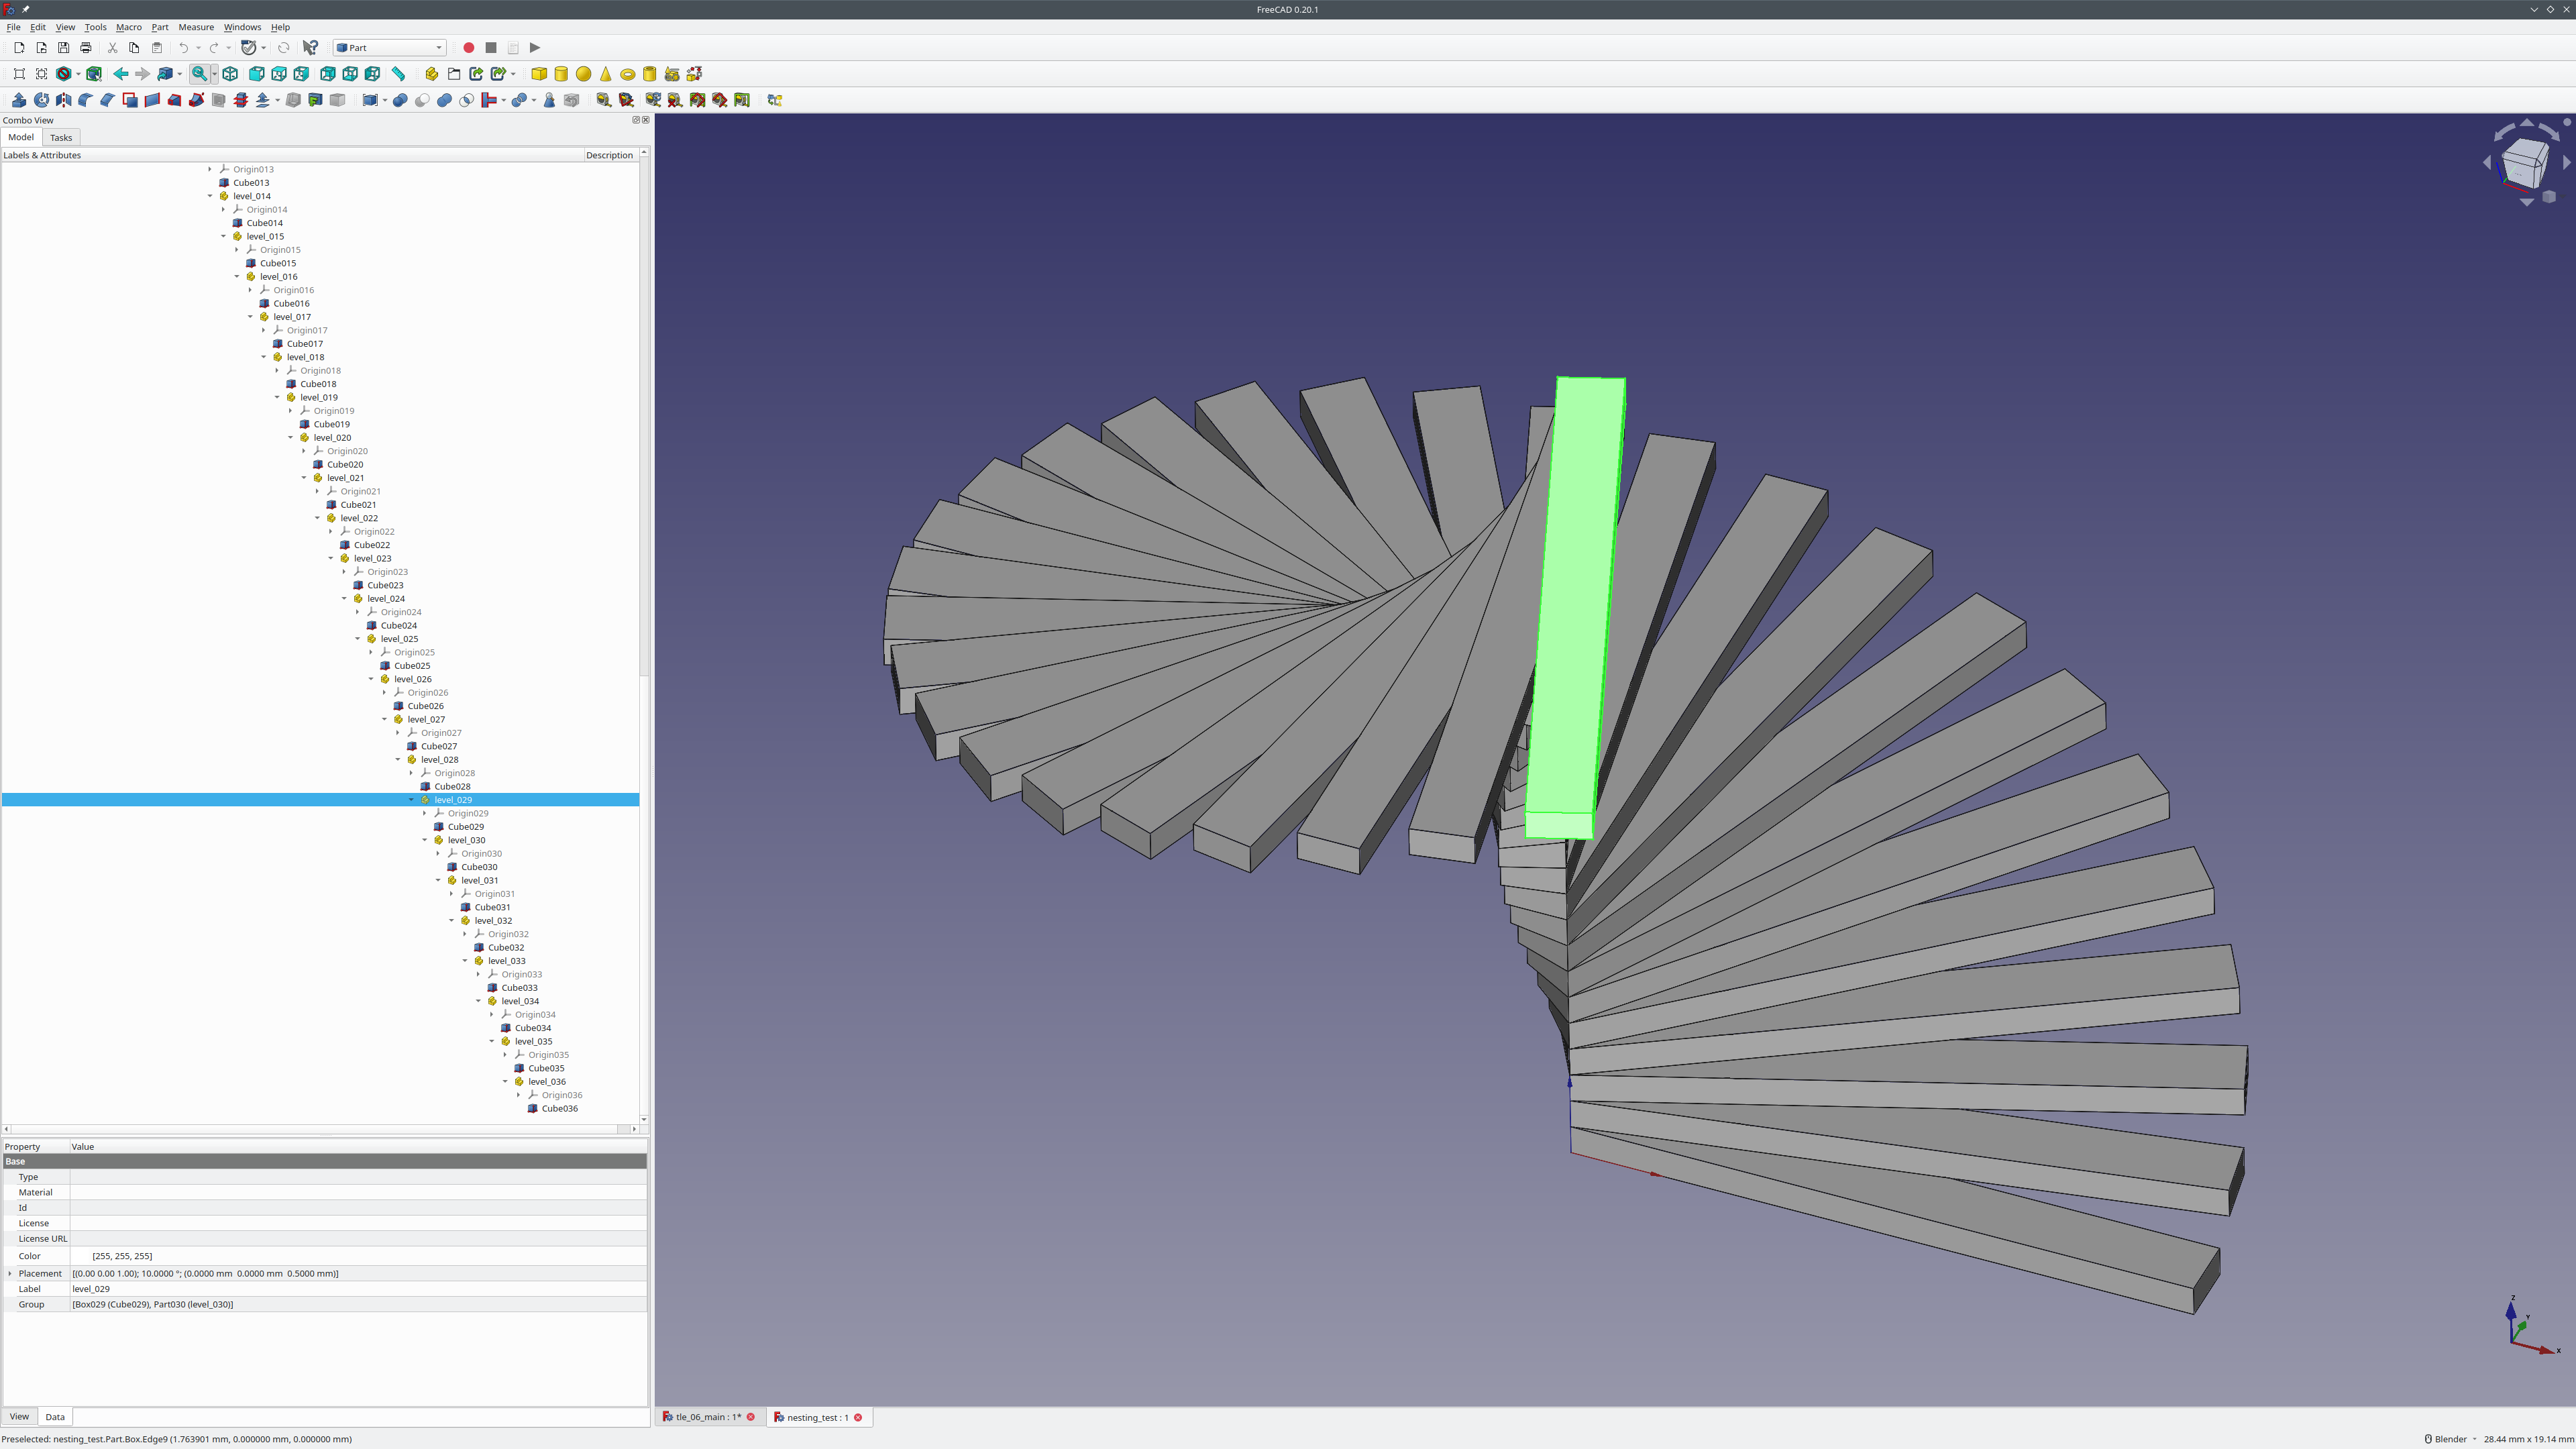 FreeCAD 0.20.1
File Edit View Tools Macro Part Measure Windows Help
Part
Combo View
Model Tasks
Labels & Attributes Description
Origin013
Cube013
level_014
Origin014
Cube014
level_015
Origin015
Cube015
level_016
Origin016
Cube016
level_017
Origin017
Cube017
level_018
Origin018
Cube018
level_019
Origin019
Cube019
level_020
Origin020
Cube020
level_021
Origin021
Cube021
level_022
Origin022
Cube022
level_023
Origin023
Cube023
level_024
Origin024
Cube024
level_025
Origin025
Cube025
level_026
Origin026
Cube026
level_027
Origin027
Cube027
level_028
Origin028
Cube028
level_029
Origin029
Cube029
level_030
Origin030
Cube030
level_031
Origin031
Cube031
level_032
Origin032
Cube032
level_033
Origin033
Cube033
level_034
Origin034
Cube034
level_035
Origin035
Cube035
level_036
Origin036
Cube036
Property Value
Base
Type
Material
Id
License
License URL
Color [255, 255, 255]
Placement [(0.00 0.00 1.00); 10.0000 °; (0.0000 mm 0.0000 mm 0.5000 mm)]
Label level_029
Group [Box029 (Cube029), Part030 (level_030)]
View Data
Z
Y
X
tle_06_main : 1* nesting_test : 1
Preselected: nesting_test.Part.Box.Edge9 (1.763901 mm, 0.000000 mm, 0.000000 mm)
Blender 28.44 mm x 19.14 mm